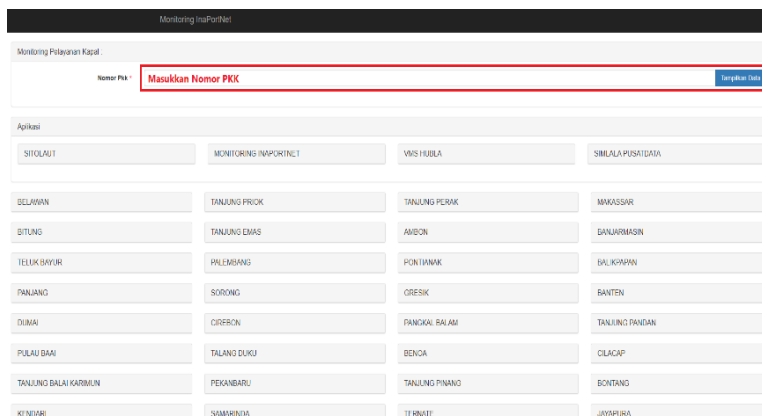 Monitoring InaPortNet
Monitoring Pelayanan Kapal :
Nomor Pkk * Masukkan Nomor PKK Tampilkan Data
Aplikasi
SITOLAUT MONITORING INAPORTNET VMS HUBLA SIMLALA PUSATDATA
BELAWAN TANJUNG PRIOK TANJUNG PERAK MAKASSAR
BITUNG TANJUNG EMAS AMBON BANJARMASIN
TELUK BAYUR PALEMBANG PONTIANAK BALIKPAPAN
PANJANG SORONG GRESIK BANTEN
DUMAI CIREBON PANGKAL BALAM TANJUNG PANDAN
PULAU BAAI TALANG DUKU BENOA CILACAP
TANJUNG BALAI KARIMUN PEKANBARU TANJUNG PINANG BONTANG
KENDARI SAMARINDA TERNATE JAYAPURA